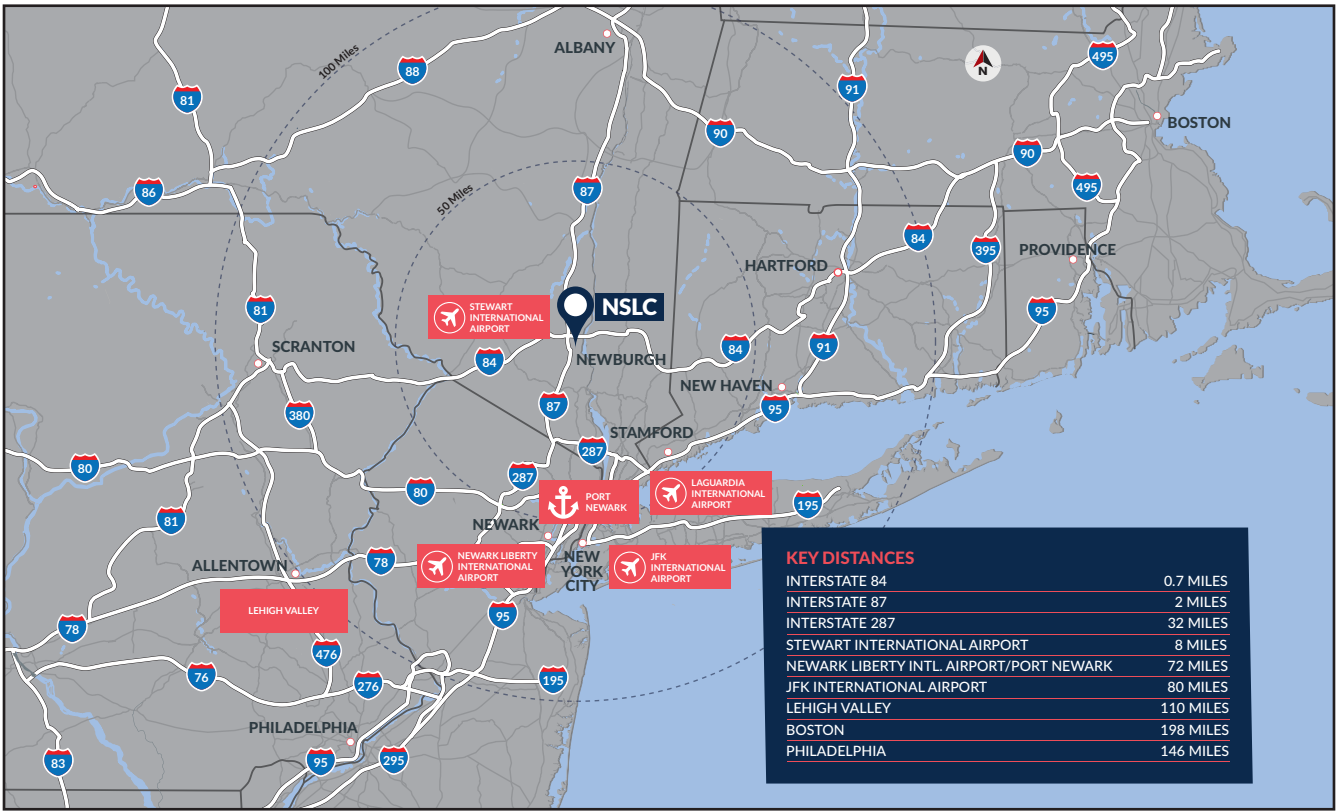 100 Miles
ALBANY
88
N
495
81
91
BOSTON
90
90
86
50 Miles
87
495
84
395
PROVIDENCE
HARTFORD
STEWART
INTERNATIONAL
AIRPORT
NSLC
81
95
SCRANTON
84
NEWBURGH
84
91
NEW HAVEN
380
87
95
STAMFORD
287
80
287
80
PORT
NEWARK
LAGUARDIA
INTERNATIONAL
AIRPORT
195
81
NEWARK
ALLENTOWN
78
NEWARK LIBERTY
INTERNATIONAL
AIRPORT
NEW
YORK
CITY
JFK
INTERNATIONAL
AIRPORT
LEHIGH VALLEY
95
78
476
76
276
195
PHILADELPHIA
83
95
295
KEY DISTANCES
INTERSTATE 84 0.7 MILES
INTERSTATE 87 2 MILES
INTERSTATE 287 32 MILES
STEWART INTERNATIONAL AIRPORT 8 MILES
NEWARK LIBERTY INTL. AIRPORT/PORT NEWARK 72 MILES
JFK INTERNATIONAL AIRPORT 80 MILES
LEHIGH VALLEY 110 MILES
BOSTON 198 MILES
PHILADELPHIA 146 MILES